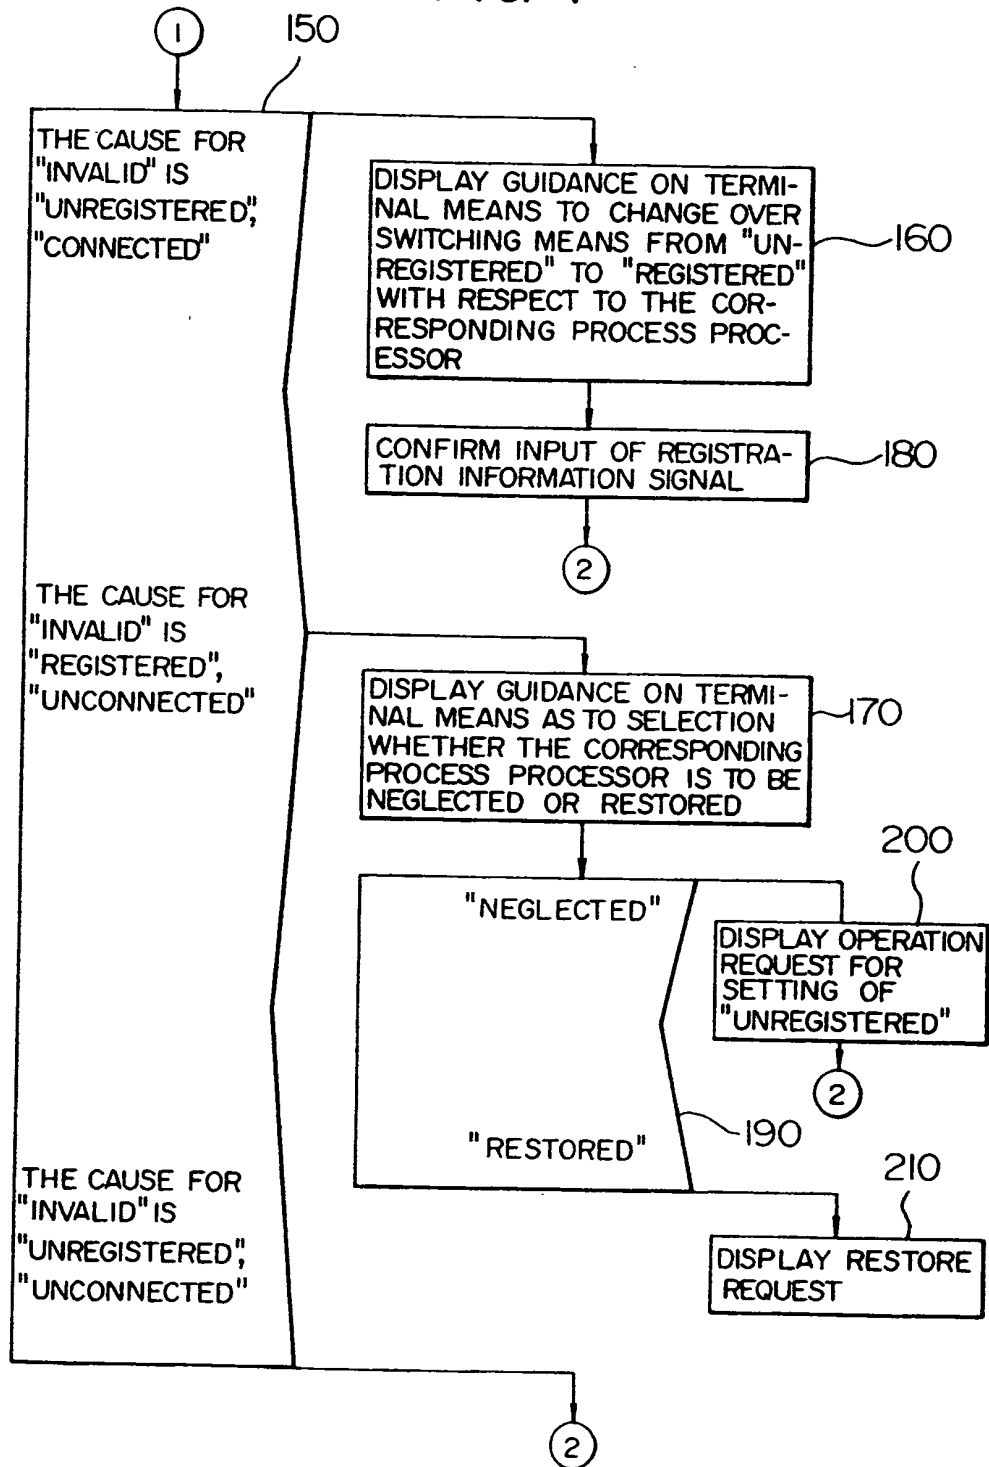 1
150
THE CAUSE FOR
"INVALID" IS
"UNREGISTERED",
"CONNECTED"
DISPLAY GUIDANCE ON TERMI-
NAL MEANS TO CHANGE OVER
SWITCHING MEANS FROM "UN-
REGISTERED" TO "REGISTERED"
WITH RESPECT TO THE COR-
RESPONDING PROCESS PROC-
ESSOR
160
CONFIRM INPUT OF REGISTRA-
TION INFORMATION SIGNAL
180
2
THE CAUSE FOR
"INVALID" IS
"REGISTERED",
"UNCONNECTED"
DISPLAY GUIDANCE ON TERMI-
NAL MEANS AS TO SELECTION
WHETHER THE CORRESPONDING
PROCESS PROCESSOR IS TO BE
NEGLECTED OR RESTORED
170
"NEGLECTED"
200
DISPLAY OPERATION
REQUEST FOR
SETTING OF
"UNREGISTERED"
2
"RESTORED"
190
210
DISPLAY RESTORE
REQUEST
THE CAUSE FOR
"INVALID" IS
"UNREGISTERED",
"UNCONNECTED"
2